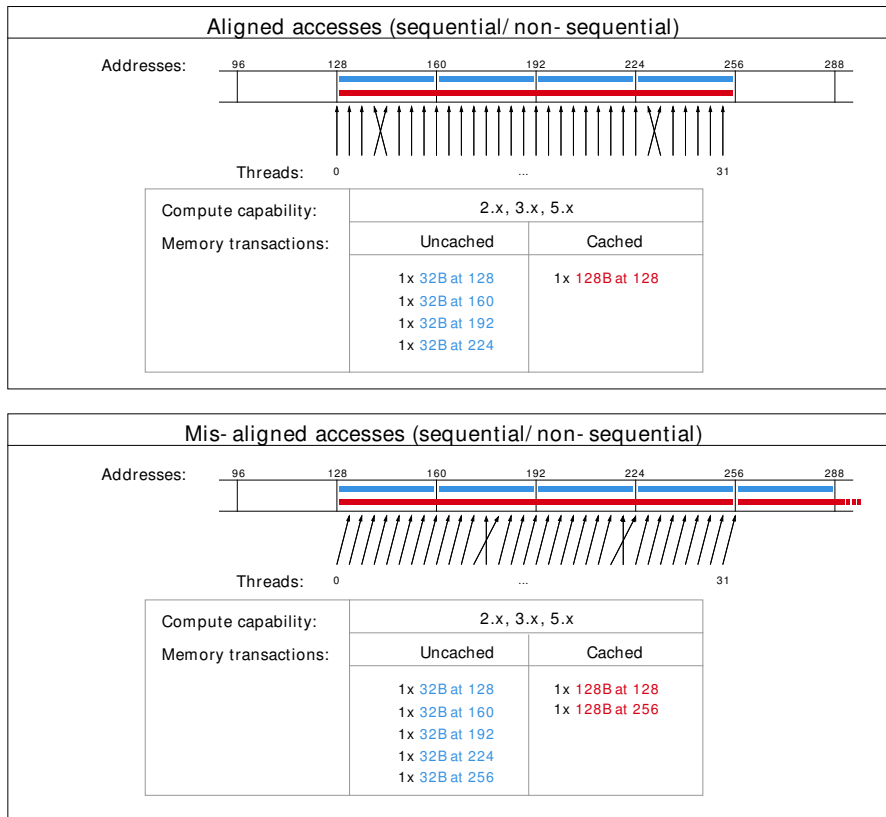 Aligned accesses (sequential/non-sequential)
Addresses: 96 128 160 192 224 256 288
Threads: 0 ... 31
Compute capability: 2.x, 3.x, 5.x
Memory transactions: Uncached Cached
1x 32B at 128 1x 128B at 128
1x 32B at 160
1x 32B at 192
1x 32B at 224
Mis-aligned accesses (sequential/non-sequential)
Addresses: 96 128 160 192 224 256 288
Threads: 0 ... 31
Compute capability: 2.x, 3.x, 5.x
Memory transactions: Uncached Cached
1x 32B at 128 1x 128B at 128
1x 32B at 160 1x 128B at 256
1x 32B at 192
1x 32B at 224
1x 32B at 256